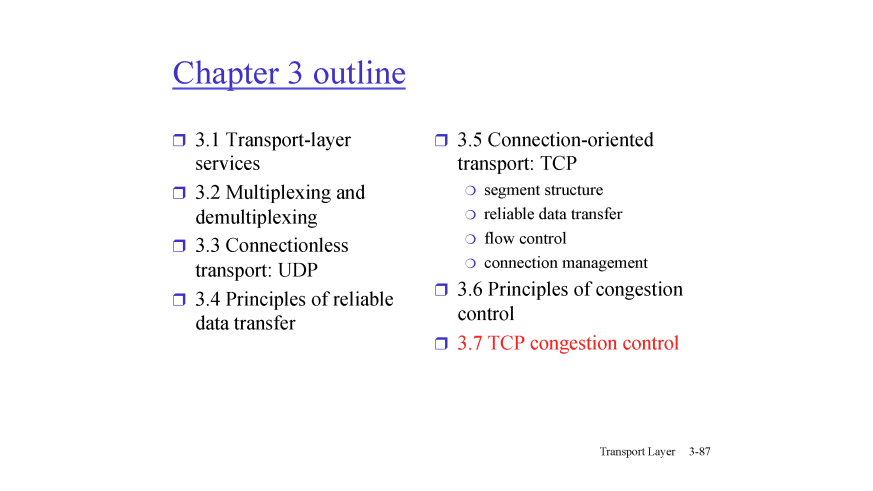 Chapter 3 outline
3.1 Transport-layer
services
3.2 Multiplexing and
demultiplexing
3.3 Connectionless
transport: UDP
3.4 Principles of reliable
data transfer
3.5 Connection-oriented
transport: TCP
segment structure
reliable data transfer
flow control
connection management
3.6 Principles of congestion
control
3.7 TCP congestion control
Transport Layer 3-87